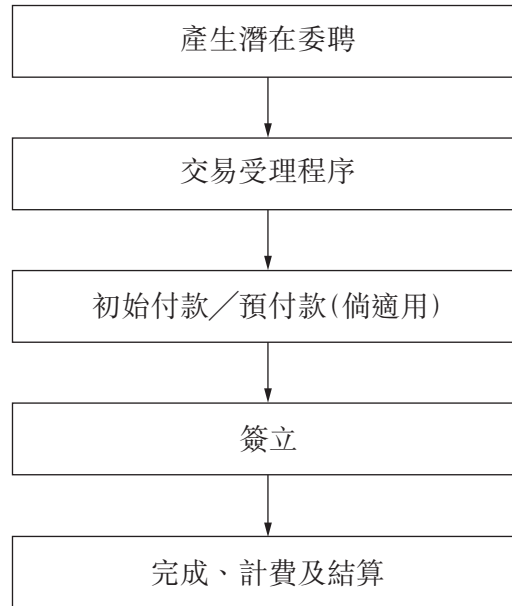 產生潛在委聘
交易受理程序
初始付款／預付款(倘適用)
簽立
完成、計費及結算